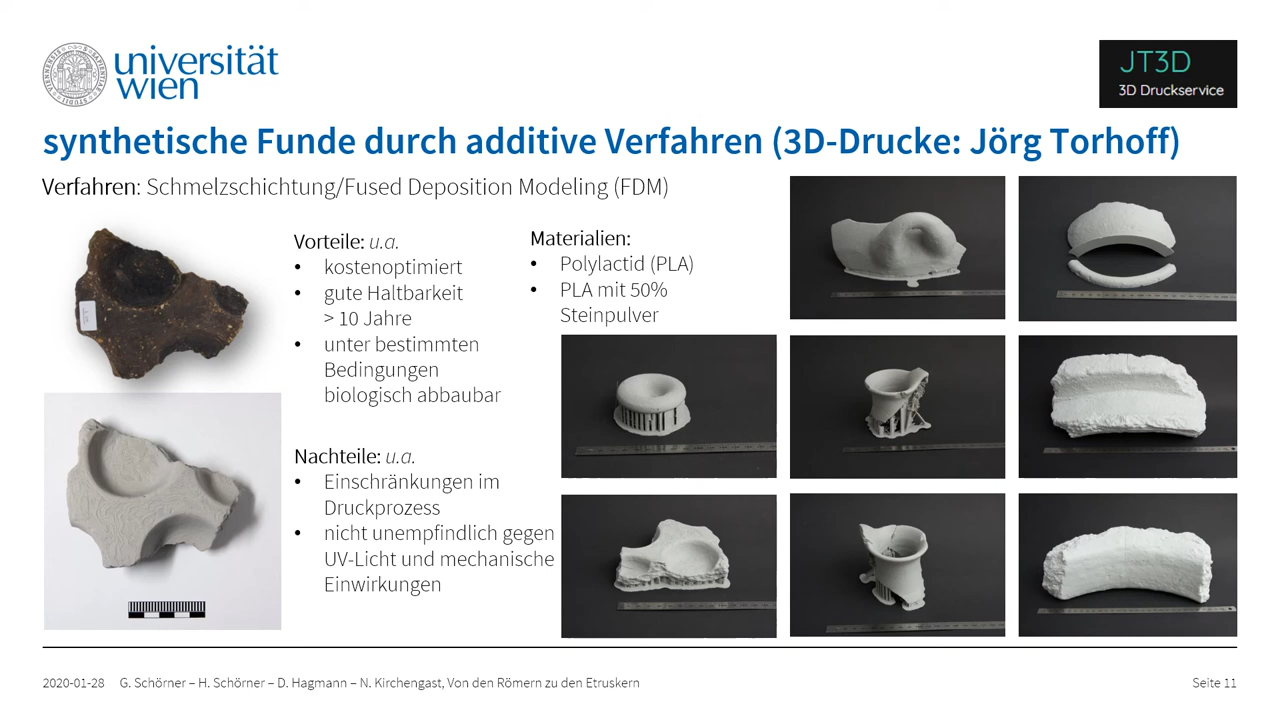 universität
wien
JT3D
3D Druckservice
synthetische Funde durch additive Verfahren (3D-Drucke: Jörg Torhoff)
Verfahren: Schmelzschichtung/Fused Deposition Modeling (FDM)
Vorteile: u.a.
• kostenoptimiert
• gute Haltbarkeit
> 10 Jahre
• unter bestimmten
Bedingungen
biologisch abbaubar
Nachteile: u.a.
• Einschränkungen im
Druckprozess
• nicht unempfindlich gegen
UV-Licht und mechanische
Einwirkungen
Materialien:
• Polylactid (PLA)
• PLA mit 50%
Steinpulver
2020-01-28 G. Schörner – H. Schörner – D. Hagmann – N. Kirchengast, Von den Römern zu den Etruskern
Seite 11